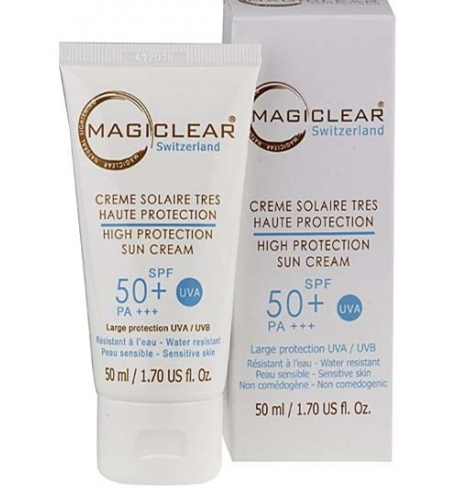 MAGICLEAR®
Switzerland
CREME SOLAIRE TRES
HAUTE PROTECTION
HIGH PROTECTION
SUN CREAM
SPF
50+ UVA
PA +++
Large protection UVA / UVB
Résistant à l'eau - Water resistant
Peau sensible - Sensitive skin
50 ml / 1.70 US fl. Oz.
MAGICLEAR®
Switzerland
CREME SOLAIRE TRES
HAUTE PROTECTION
HIGH PROTECTION
SUN CREAM
SPF
50+ UVA
PA +++
Large protection UVA / UVB
Résistant à l'eau - Water resistant
Peau sensible - Sensitive skin
Non comédogène - Non comedogenic
50 ml / 1.70 US fl. Oz.